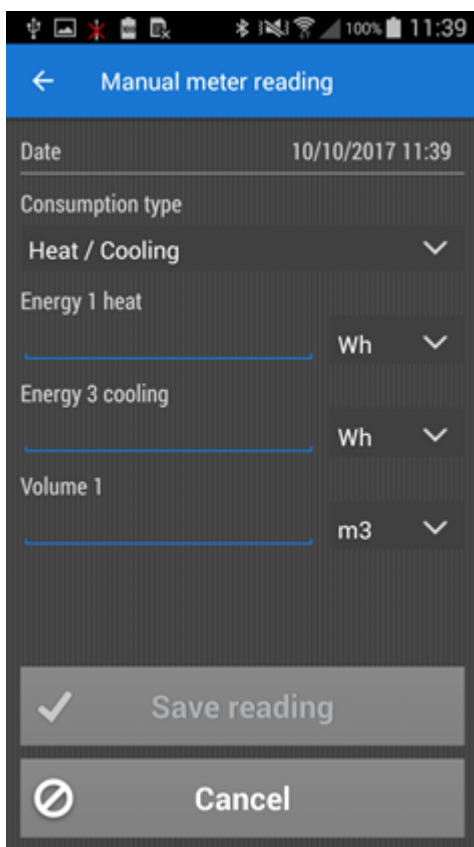 100% 11:39
Manual meter reading
Date 10/10/2017 11:39
Consumption type
Heat / Cooling
Energy 1 heat
Wh
Energy 3 cooling
Wh
Volume 1
m3
Save reading
Cancel